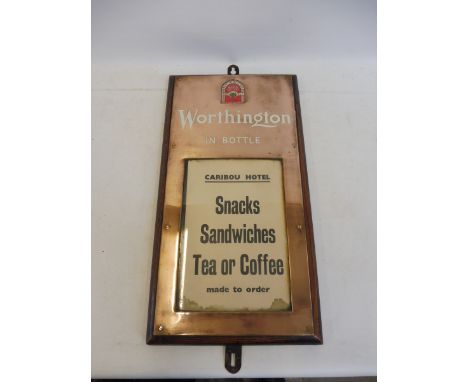 Worthington
IN BOTTLE
CARIBOU HOTEL
Snacks
Sandwiches
Tea or Coffee
made to order